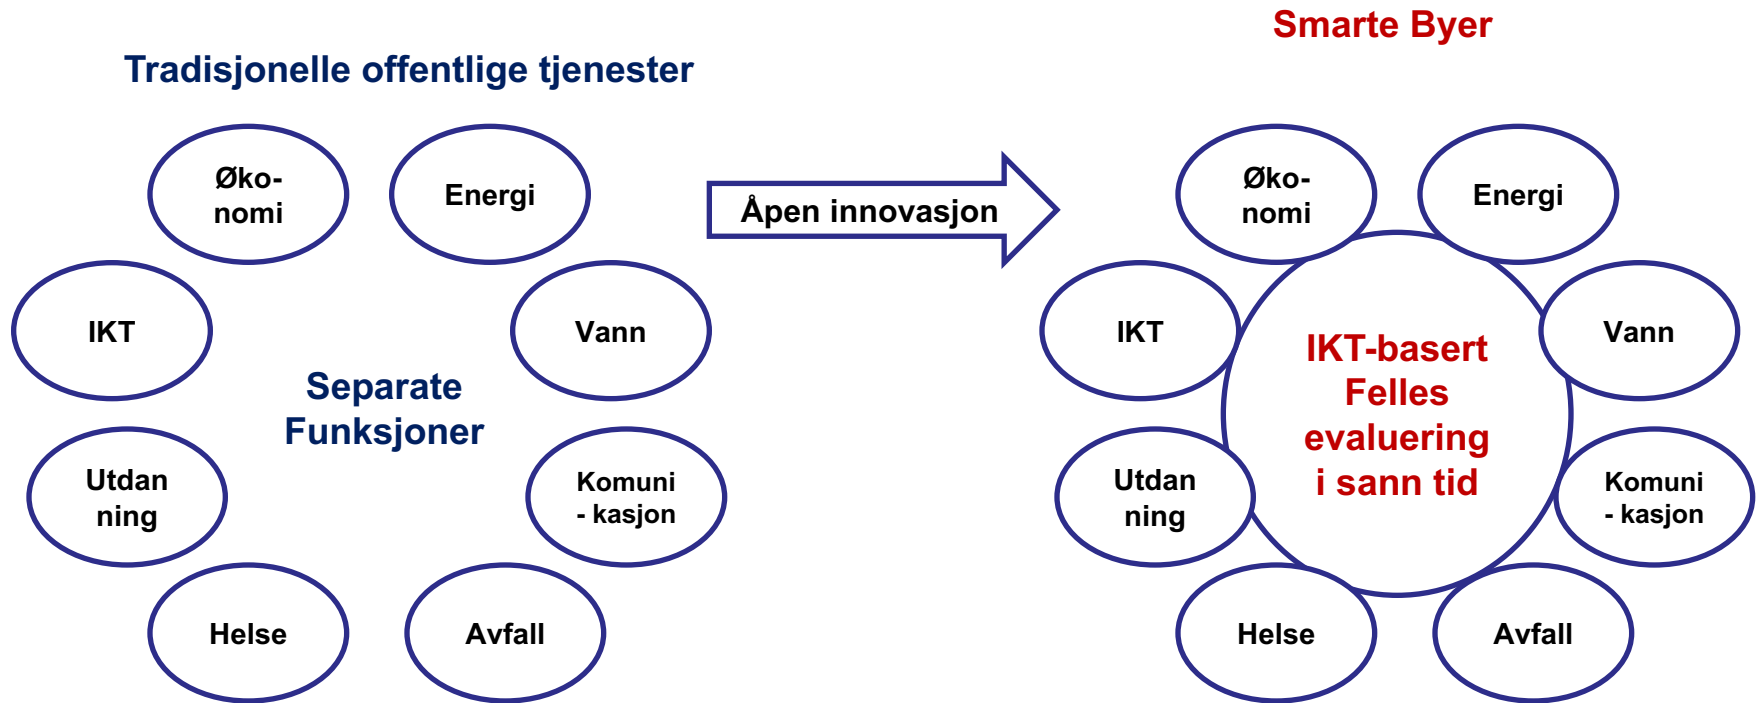 Smarte Byer
Tradisjonelle offentlige tjenester
Øko-
nomi
Energi
IKT
Vann
Separate
Funksjoner
Utdan
ning
Komuni
- kasjon
Helse
Avfall
Åpen innovasjon
Øko-
nomi
Energi
IKT
Vann
IKT-basert
Felles
evaluering
i sann tid
Utdan
ning
Komuni
- kasjon
Helse
Avfall